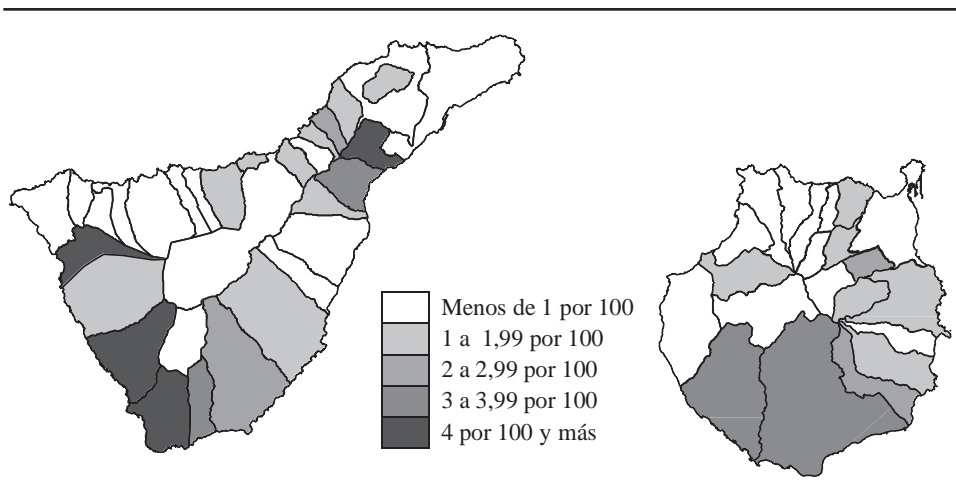 Menos de 1 por 100
1 a 1,99 por 100
2 a 2,99 por 100
3 a 3,99 por 100
4 por 100 y más